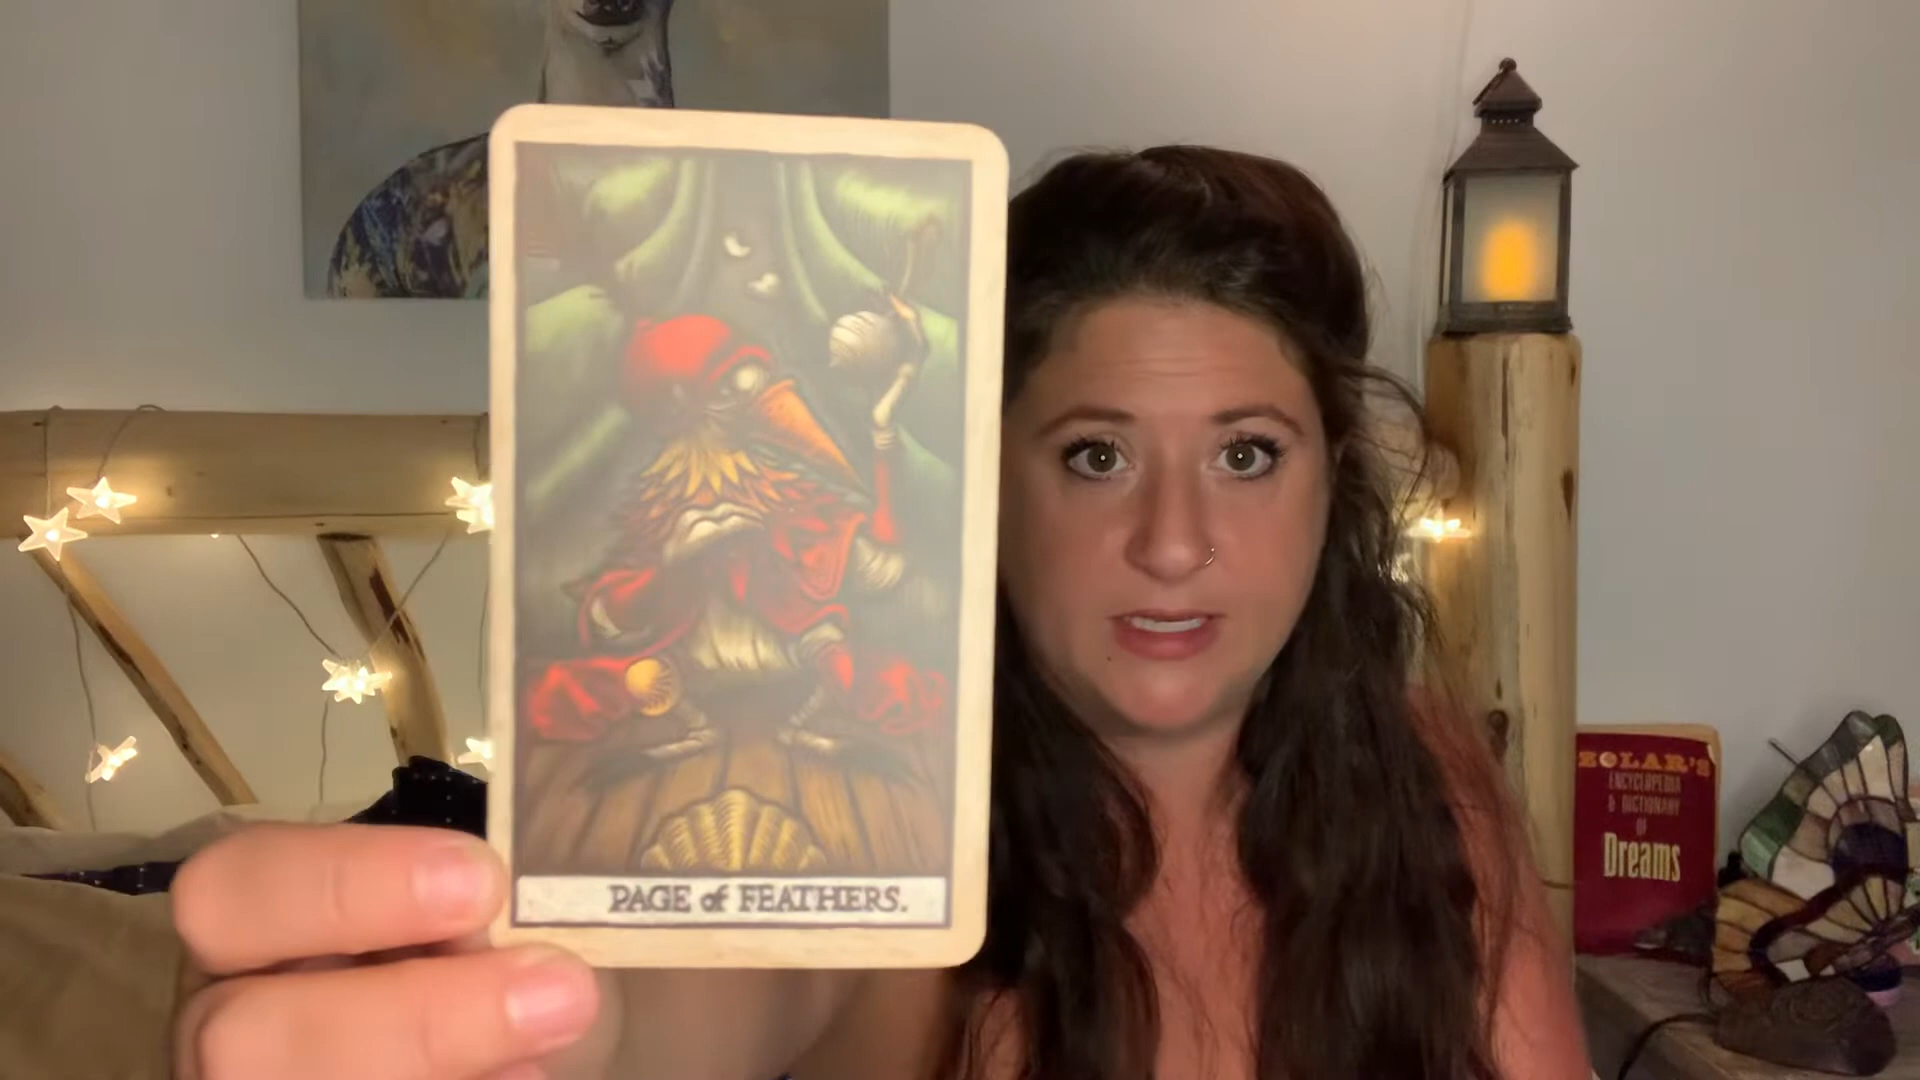 PAGE of FEATHERS.
ZOLAR'S
ENCYCLOPEDIA
& DICTIONARY
OF
Dreams